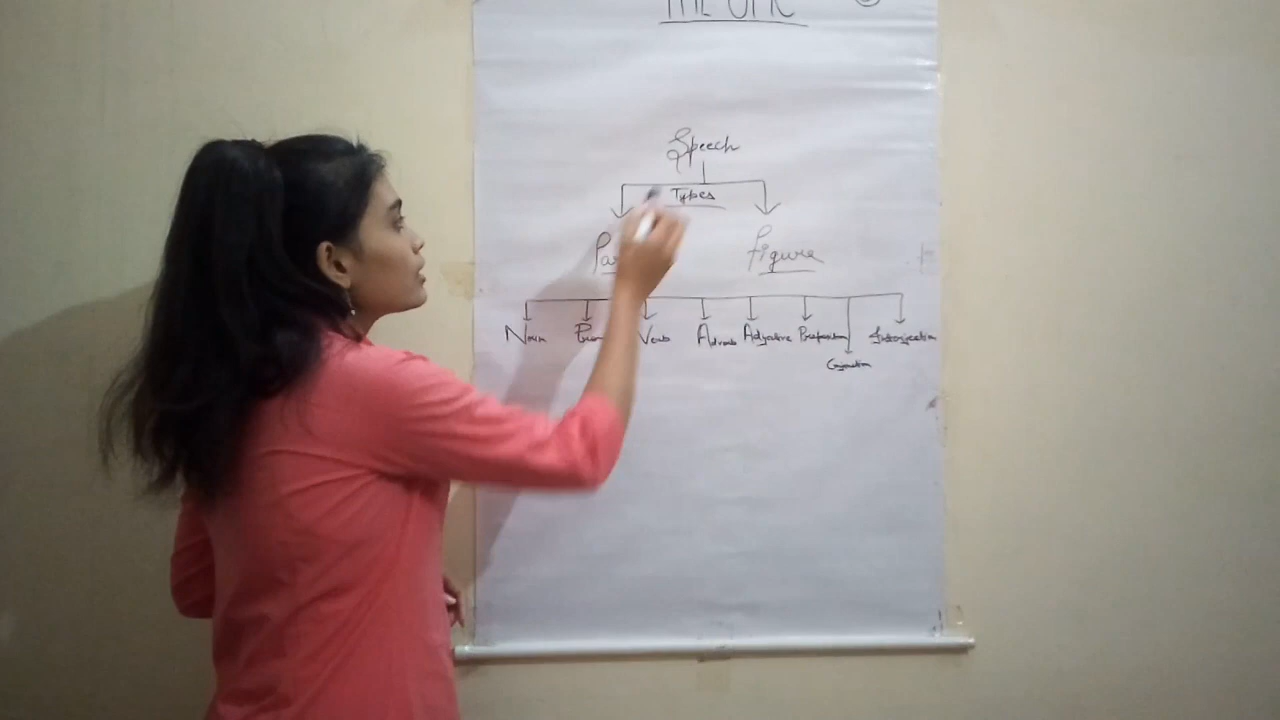 Speech
Types
Figure
Noun Verb Adverb Adjective Preposition Interjection
Conjunction